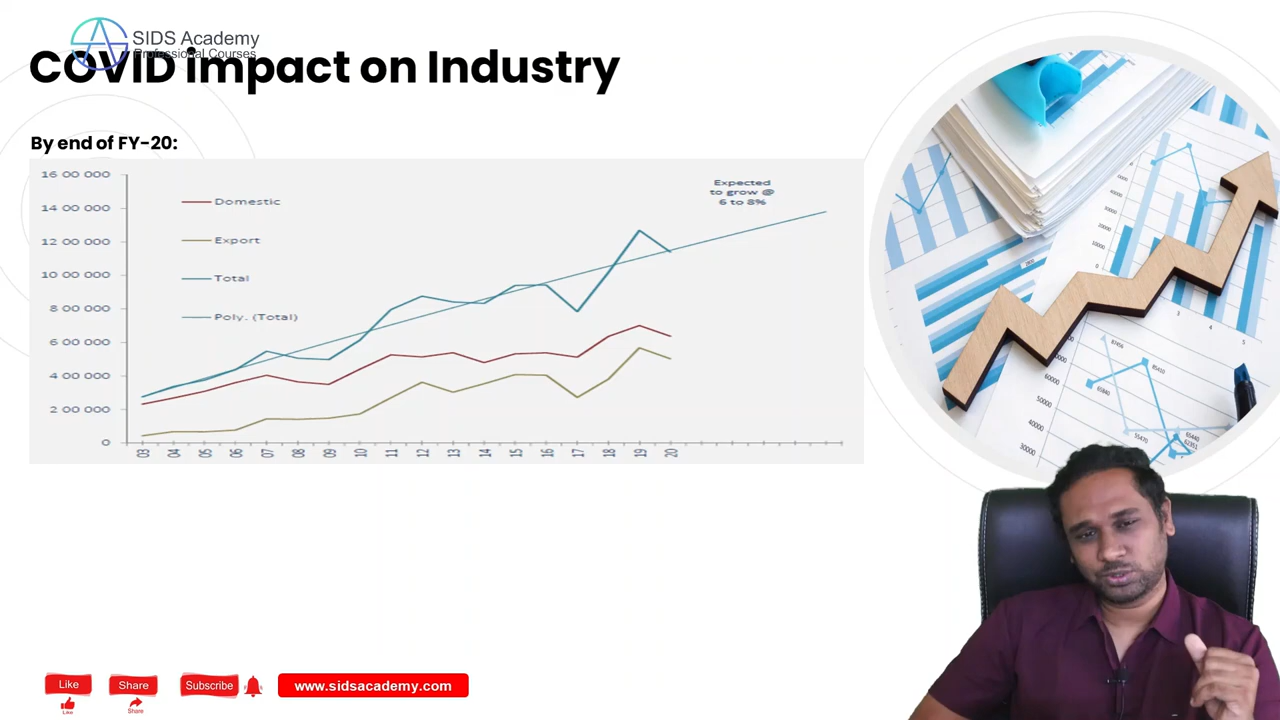 SIDS Academy
Professional Courses
COVID impact on Industry
By end of FY-20:
16 00 000
14 00 000
12 00 000
10 00 000
8 00 000
6 00 000
4 00 000
2 00 000
0
Domestic
Export
Total
Poly. (Total)
Expected
to grow @
6 to 8%
03 04 05 06 07 08 09 10 11 12 13 14 15 16 17 18 19 20
Like
Share
Subscribe
Like
Share
www.sidsacademy.com